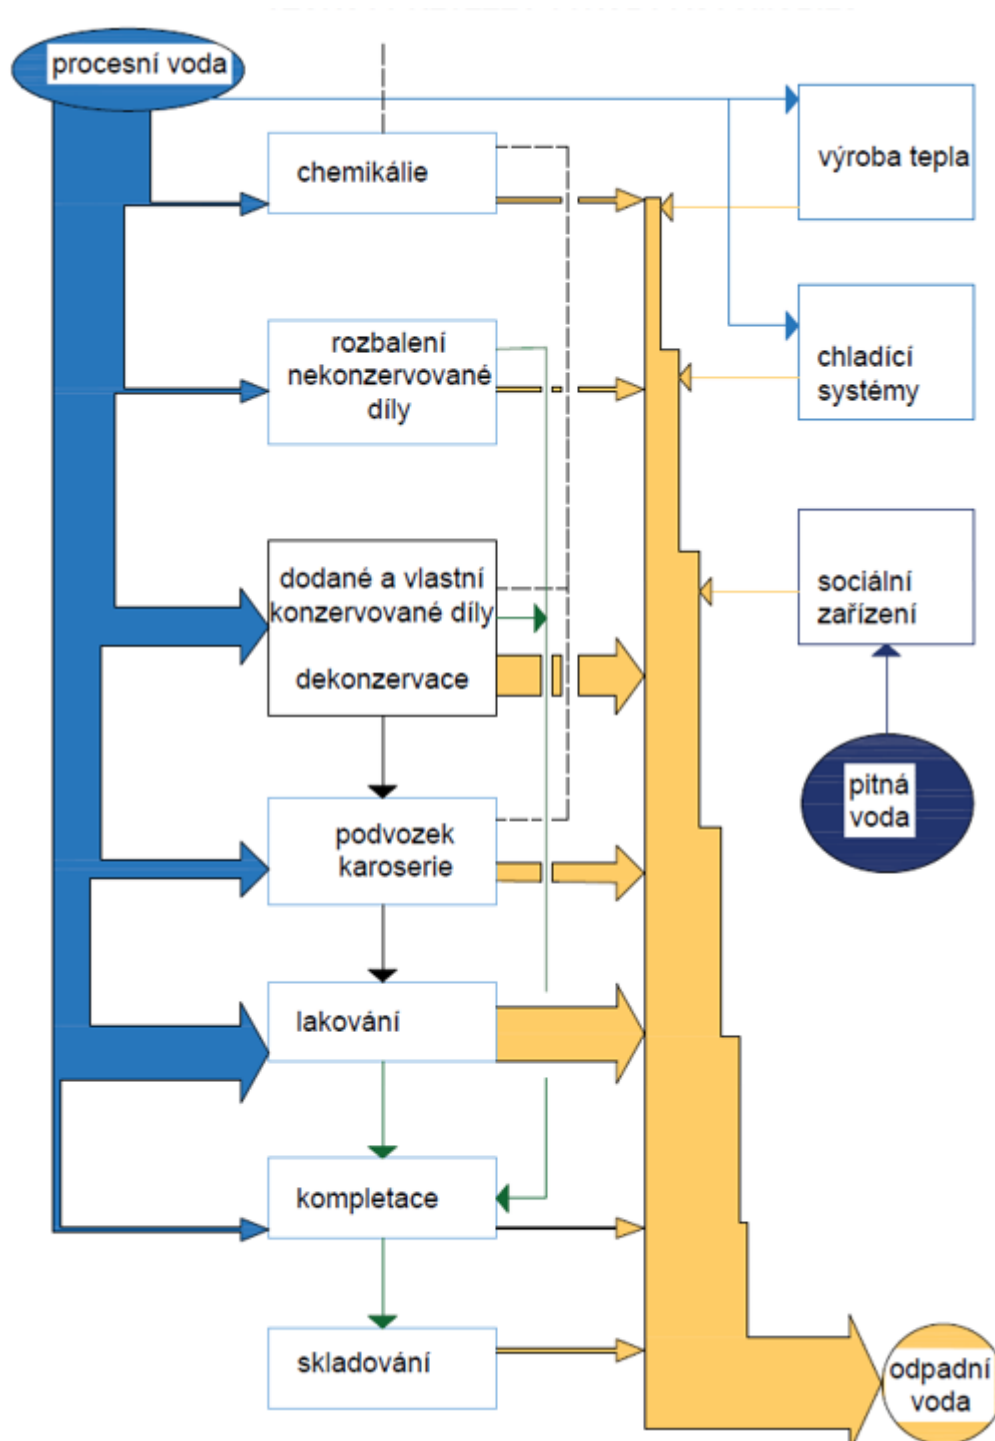 procesní voda
chemikálie
výroba tepla
rozbalení
nekonzervované
díly
chladící
systémy
dodané a vlastní
konzervované díly
dekonzervace
sociální
zařízení
pitná
voda
podvozek
karoserie
lakování
kompletace
skladování
odpadní
voda